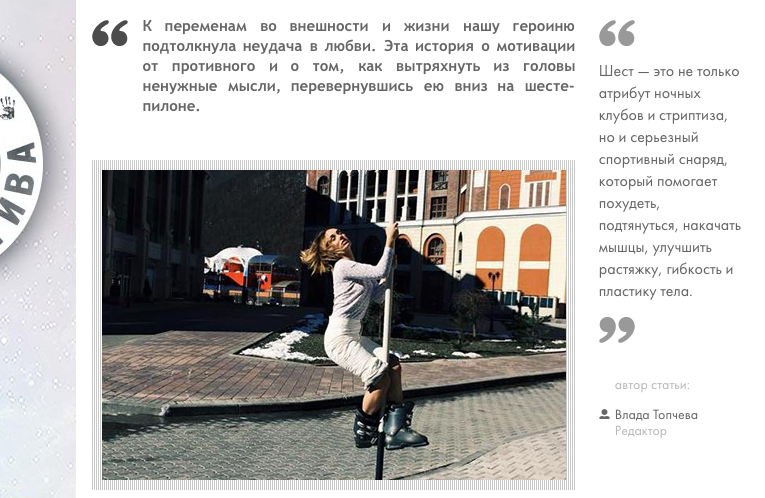 К переменам во внешности и жизни нашу героиню
подтолкнула неудача в любви. Эта история о мотивации
от противного и о том, как вытряхнуть из головы
ненужные мысли, перевернувшись ею вниз на шесте-
пилоне.
Шест — это не только
атрибут ночных
клубов и стриптиза,
но и серьезный
спортивный снаряд,
который помогает
похудеть,
подтянуться, накачать
мышцы, улучшить
растяжку, гибкость и
пластику тела.
автор статьи:
Влада Топчева
Редактор